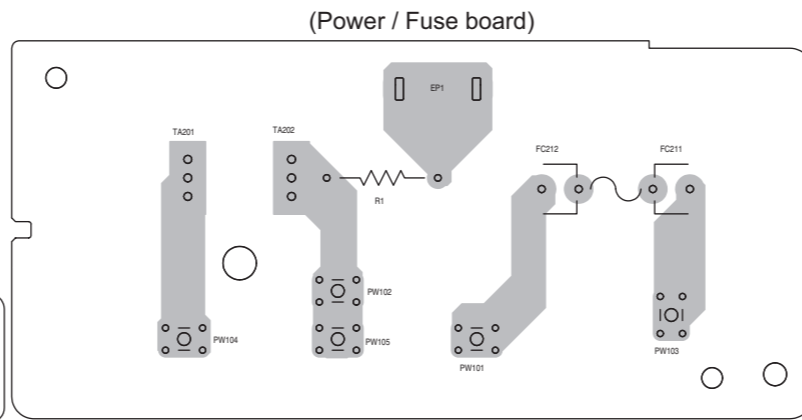 (Power / Fuse board)
EP1
TA201
TA202
FC212
FC211
R1
PW102
PW104
PW105
PW101
PW103